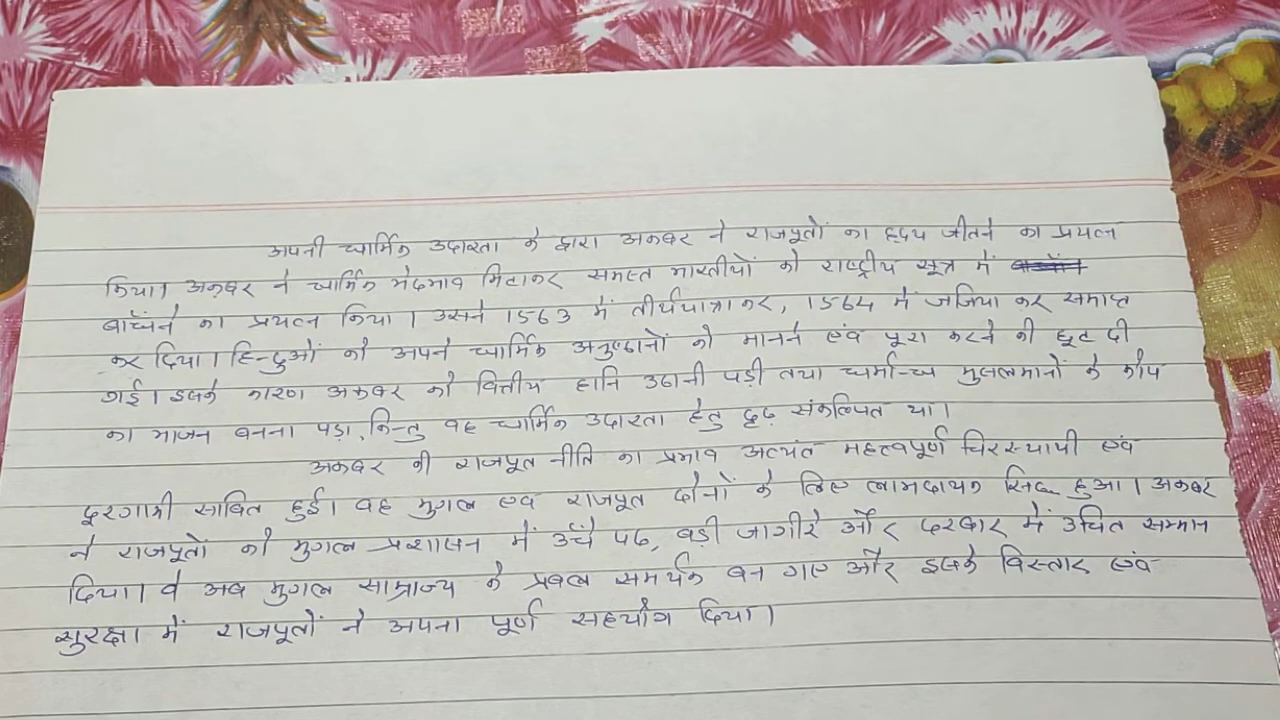 अपनी धार्मिक उदारता के द्वारा अकबर ने राजपूतों का हृदय जीतने का प्रयत्न
किया। अकबर ने धार्मिक भेदभाव मिटाकर समस्त भारतीयों को राष्ट्रीय सूत्र में
बाँधने का प्रयत्न किया। उसने 1563 में तीर्थयात्रा कर, 1564 में जजिया कर समाप्त
कर दिया। हिन्दुओं को अपने धार्मिक अनुष्ठानों को मानने एवं पूरा करने की छूट दी
गई। इसके कारण अकबर को वित्तीय हानि उठानी पड़ी तथा धर्मान्ध मुसलमानों के कोप
का भाजन बनना पड़ा, किन्तु वह धार्मिक उदारता हेतु दृढ़ संकल्पित था।
अकबर की राजपूत नीति का प्रभाव अत्यंत महत्वपूर्ण चिरस्थायी एवं
दूरगामी साबित हुई। वह मुगल एवं राजपूत दोनों के लिए लाभदायक सिद्ध हुआ। अकबर
ने राजपूतों को मुगल प्रशासन में उँचे पद, बड़ी जागीरे और दरबार में उचित सम्मान
दिया। वे अब मुगल साम्राज्य के प्रबल समर्थक बन गए और इसके विस्तार एवं
सुरक्षा में राजपूतों ने अपना पूर्ण सहयोग दिया।